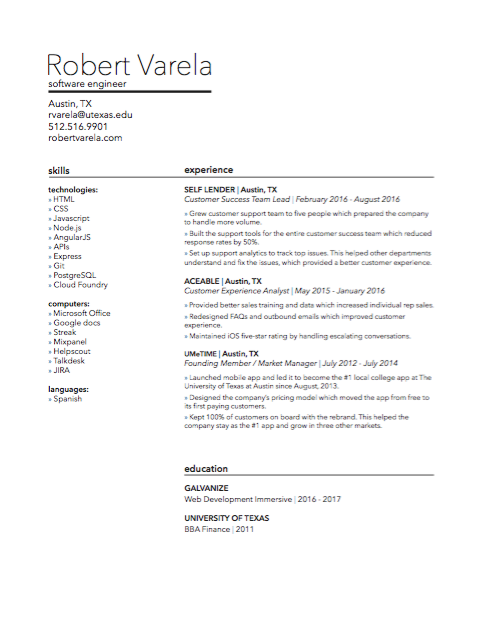 Robert Varela
software engineer
Austin, TX
rvarela@utexas.edu
512.516.9901
robertvarela.com
skills
technologies:
» HTML
» CSS
» Javascript
» Node.js
» AngularJS
» APIs
» Express
» Git
» PostgreSQL
» Cloud Foundry
computers:
» Microsoft Office
» Google docs
» Streak
» Mixpanel
» Helpscout
» Talkdesk
» JIRA
languages:
» Spanish
experience
SELF LENDER | Austin, TX
Customer Success Team Lead | February 2016 - August 2016
» Grew customer support team to five people which prepared the company
to handle more volume.
» Built the support tools for the entire customer success team which reduced
response rates by 50%.
» Set up support analytics to track top issues. This helped other departments
understand and fix the issues, which provided a better customer experience.
ACEABLE | Austin, TX
Customer Experience Analyst | May 2015 - January 2016
» Provided better sales training and data which increased individual rep sales.
» Redesigned FAQs and outbound emails which improved customer
experience.
» Maintained iOS five-star rating by handling escalating conversations.
UMeTIME | Austin, TX
Founding Member / Market Manager | July 2012 - July 2014
» Launched mobile app and led it to become the #1 local college app at The
University of Texas at Austin since August, 2013.
» Designed the company's pricing model which moved the app from free to
its first paying customers.
» Kept 100% of customers on board with the rebrand. This helped the
company stay as the #1 app and grow in three other markets.
education
GALVANIZE
Web Development Immersive | 2016 - 2017
UNIVERSITY OF TEXAS
BBA Finance | 2011